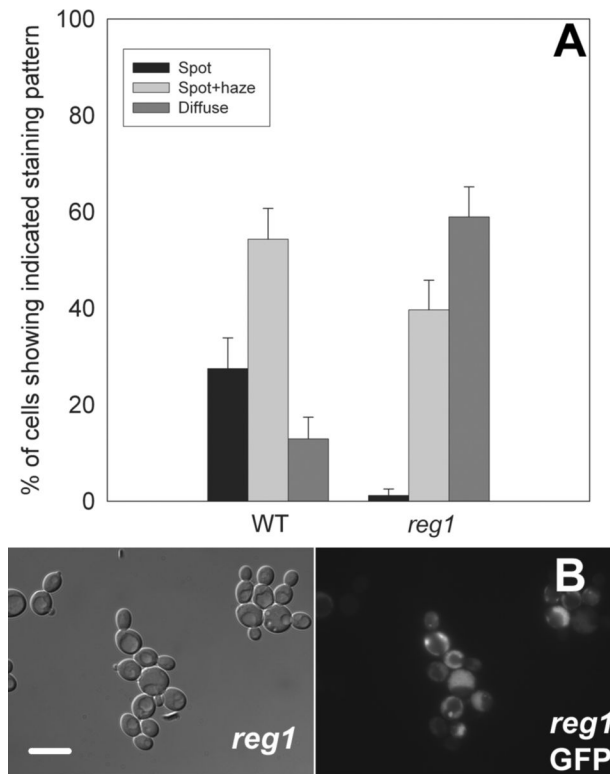 A
% of cells showing indicated staining pattern
100
80
60
40
20
0
Spot
Spot+haze
Diffuse
WT
reg1
B
reg1
reg1
GFP